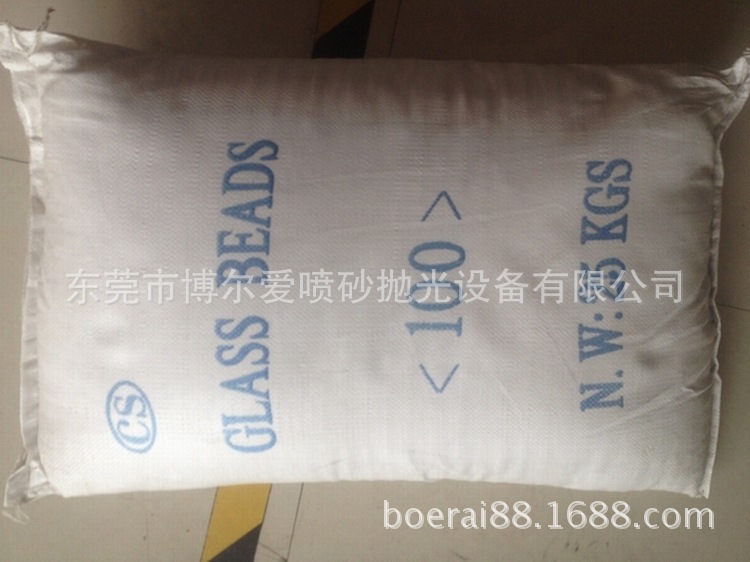 CS
GLASS BEADS
< 100 >
N.W:25 KGS
东莞市博尔爱喷砂抛光设备有限公司
boerai88.1688.com